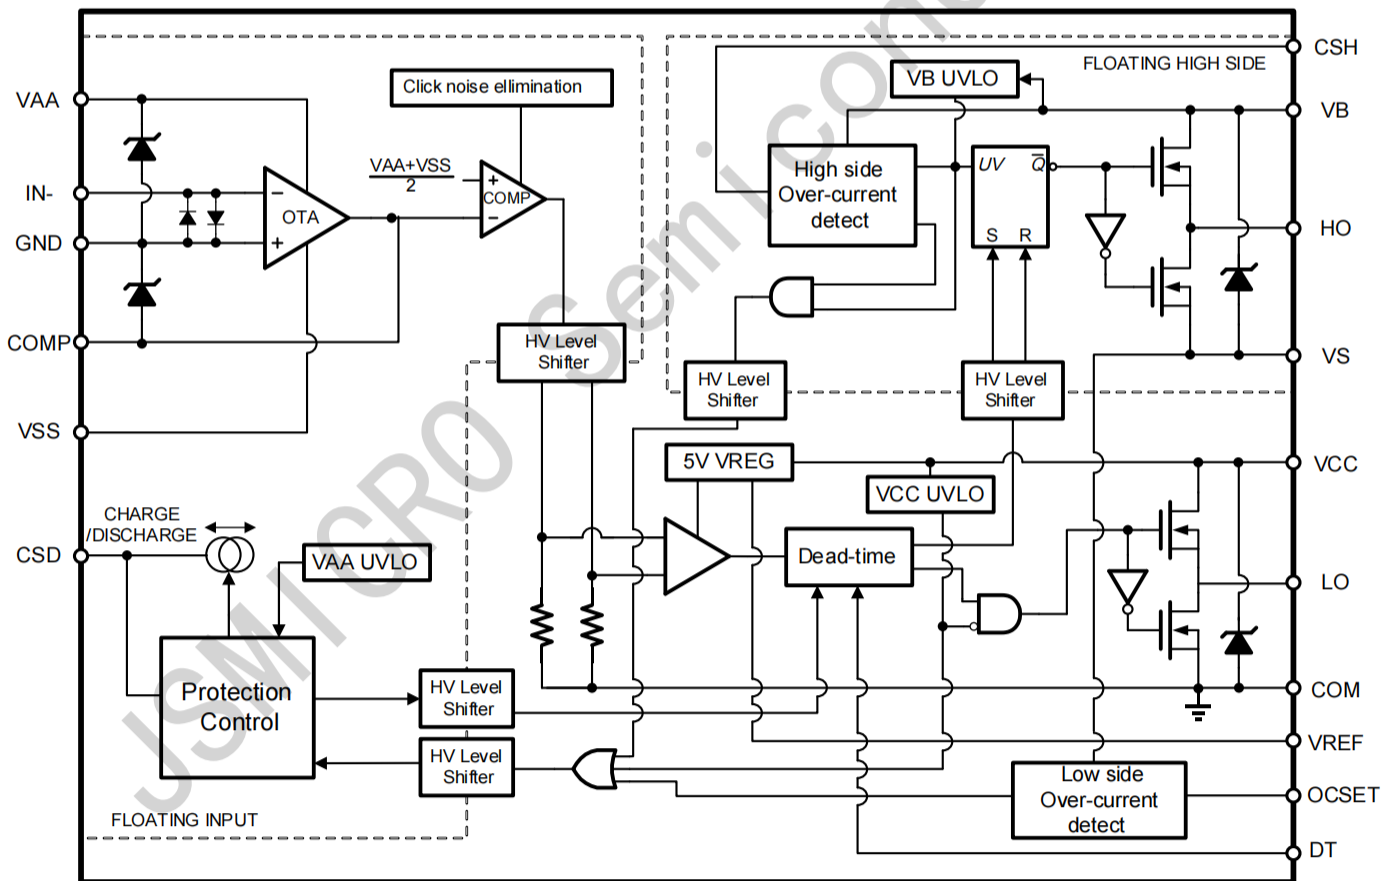 CSH
FLOATING HIGH SIDE
VB UVLO
Click noise ellimination
VAA
VB
VAA+VSS
2
+
COMP
−
High side
Over-current
detect
UV
Q̅
S R
IN-
−
OTA
+
GND
HO
COMP
HV Level
Shifter
VS
HV Level
Shifter
HV Level
Shifter
VSS
5V VREG
VCC
VCC UVLO
CHARGE
/DISCHARGE
CSD
VAA UVLO
Dead-time
LO
Protection
Control
HV Level
Shifter
COM
HV Level
Shifter
VREF
Low side
Over-current
detect
OCSET
FLOATING INPUT
DT
JSMICRO Semicon